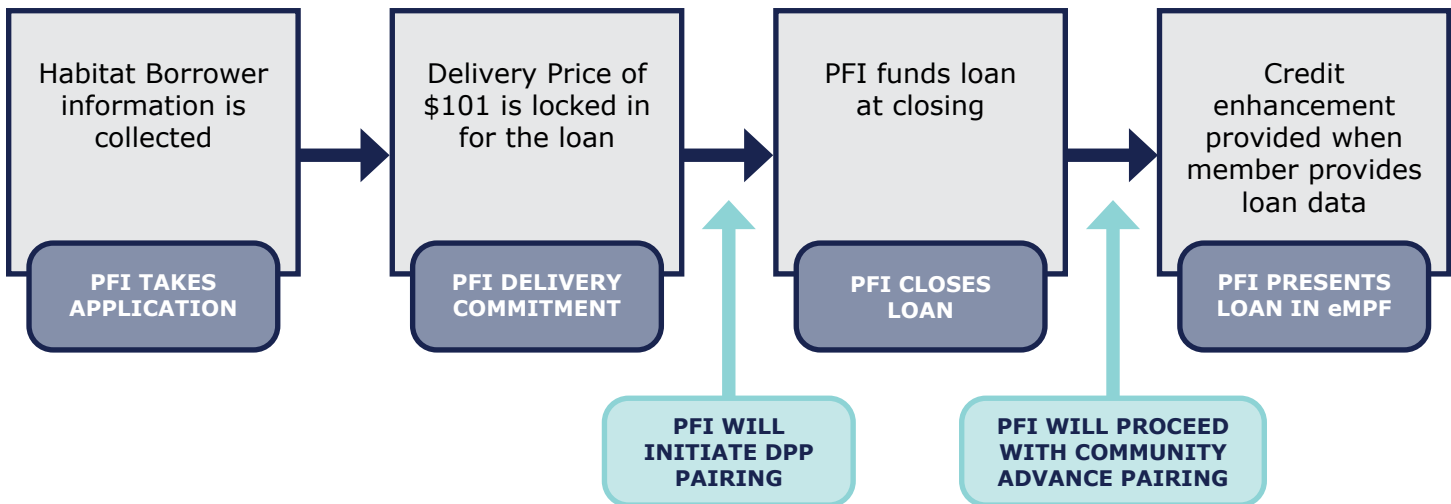 Habitat Borrower
information is
collected
PFI TAKES
APPLICATION
Delivery Price of
$101 is locked in
for the loan
PFI DELIVERY
COMMITMENT
PFI funds loan
at closing
PFI CLOSES
LOAN
Credit
enhancement
provided when
member provides
loan data
PFI PRESENTS
LOAN IN eMPF
PFI WILL
INITIATE DPP
PAIRING
PFI WILL PROCEED
WITH COMMUNITY
ADVANCE PAIRING